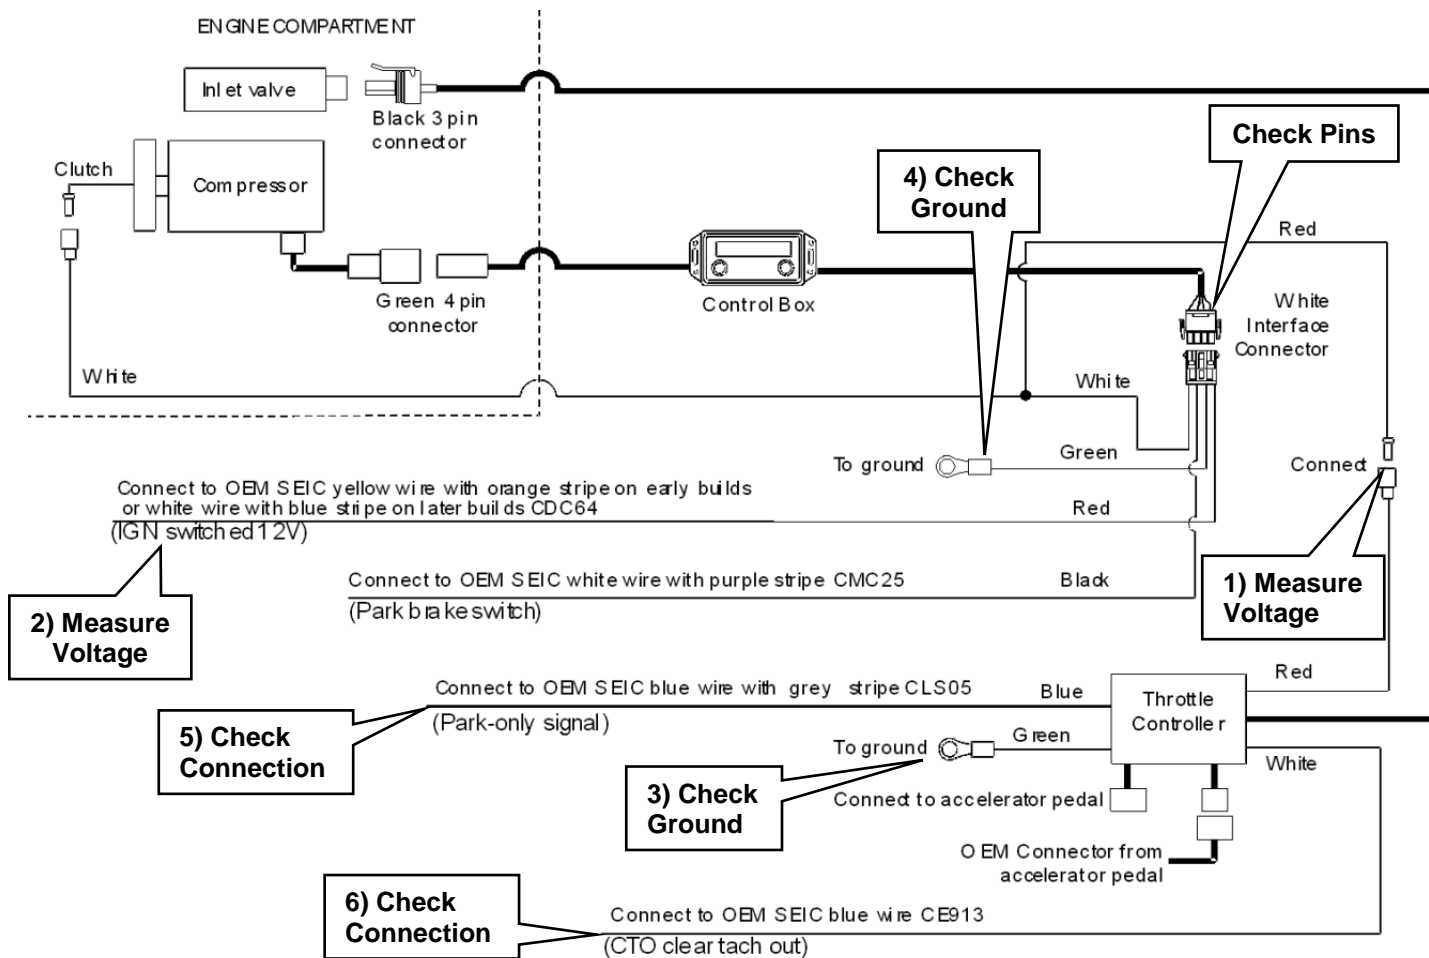 ENGINE COMPARTMENT
Inlet valve
Black 3 pin
connector
Check Pins
Clutch
Compressor
4) Check
Ground
Red
Green 4 pin
connector
Control Box
White
Interface
Connector
White
White
To ground
Green
Connect
Connect to OEM SEIC yellow wire with orange stripe on early builds
or white wire with blue stripe on later builds CDC64
(IGN switched 12V)
Red
Connect to OEM SEIC white wire with purple stripe CMC25
Black
(Park brake switch)
1) Measure
Voltage
2) Measure
Voltage
Connect to OEM SEIC blue wire with grey stripe CLS05
Blue
(Park-only signal)
Red
Throttle
Controller
5) Check
Connection
To ground
Green
White
3) Check
Ground
Connect to accelerator pedal
OEM Connector from
accelerator pedal
6) Check
Connection
Connect to OEM SEIC blue wire CE913
(CTO clear tach out)